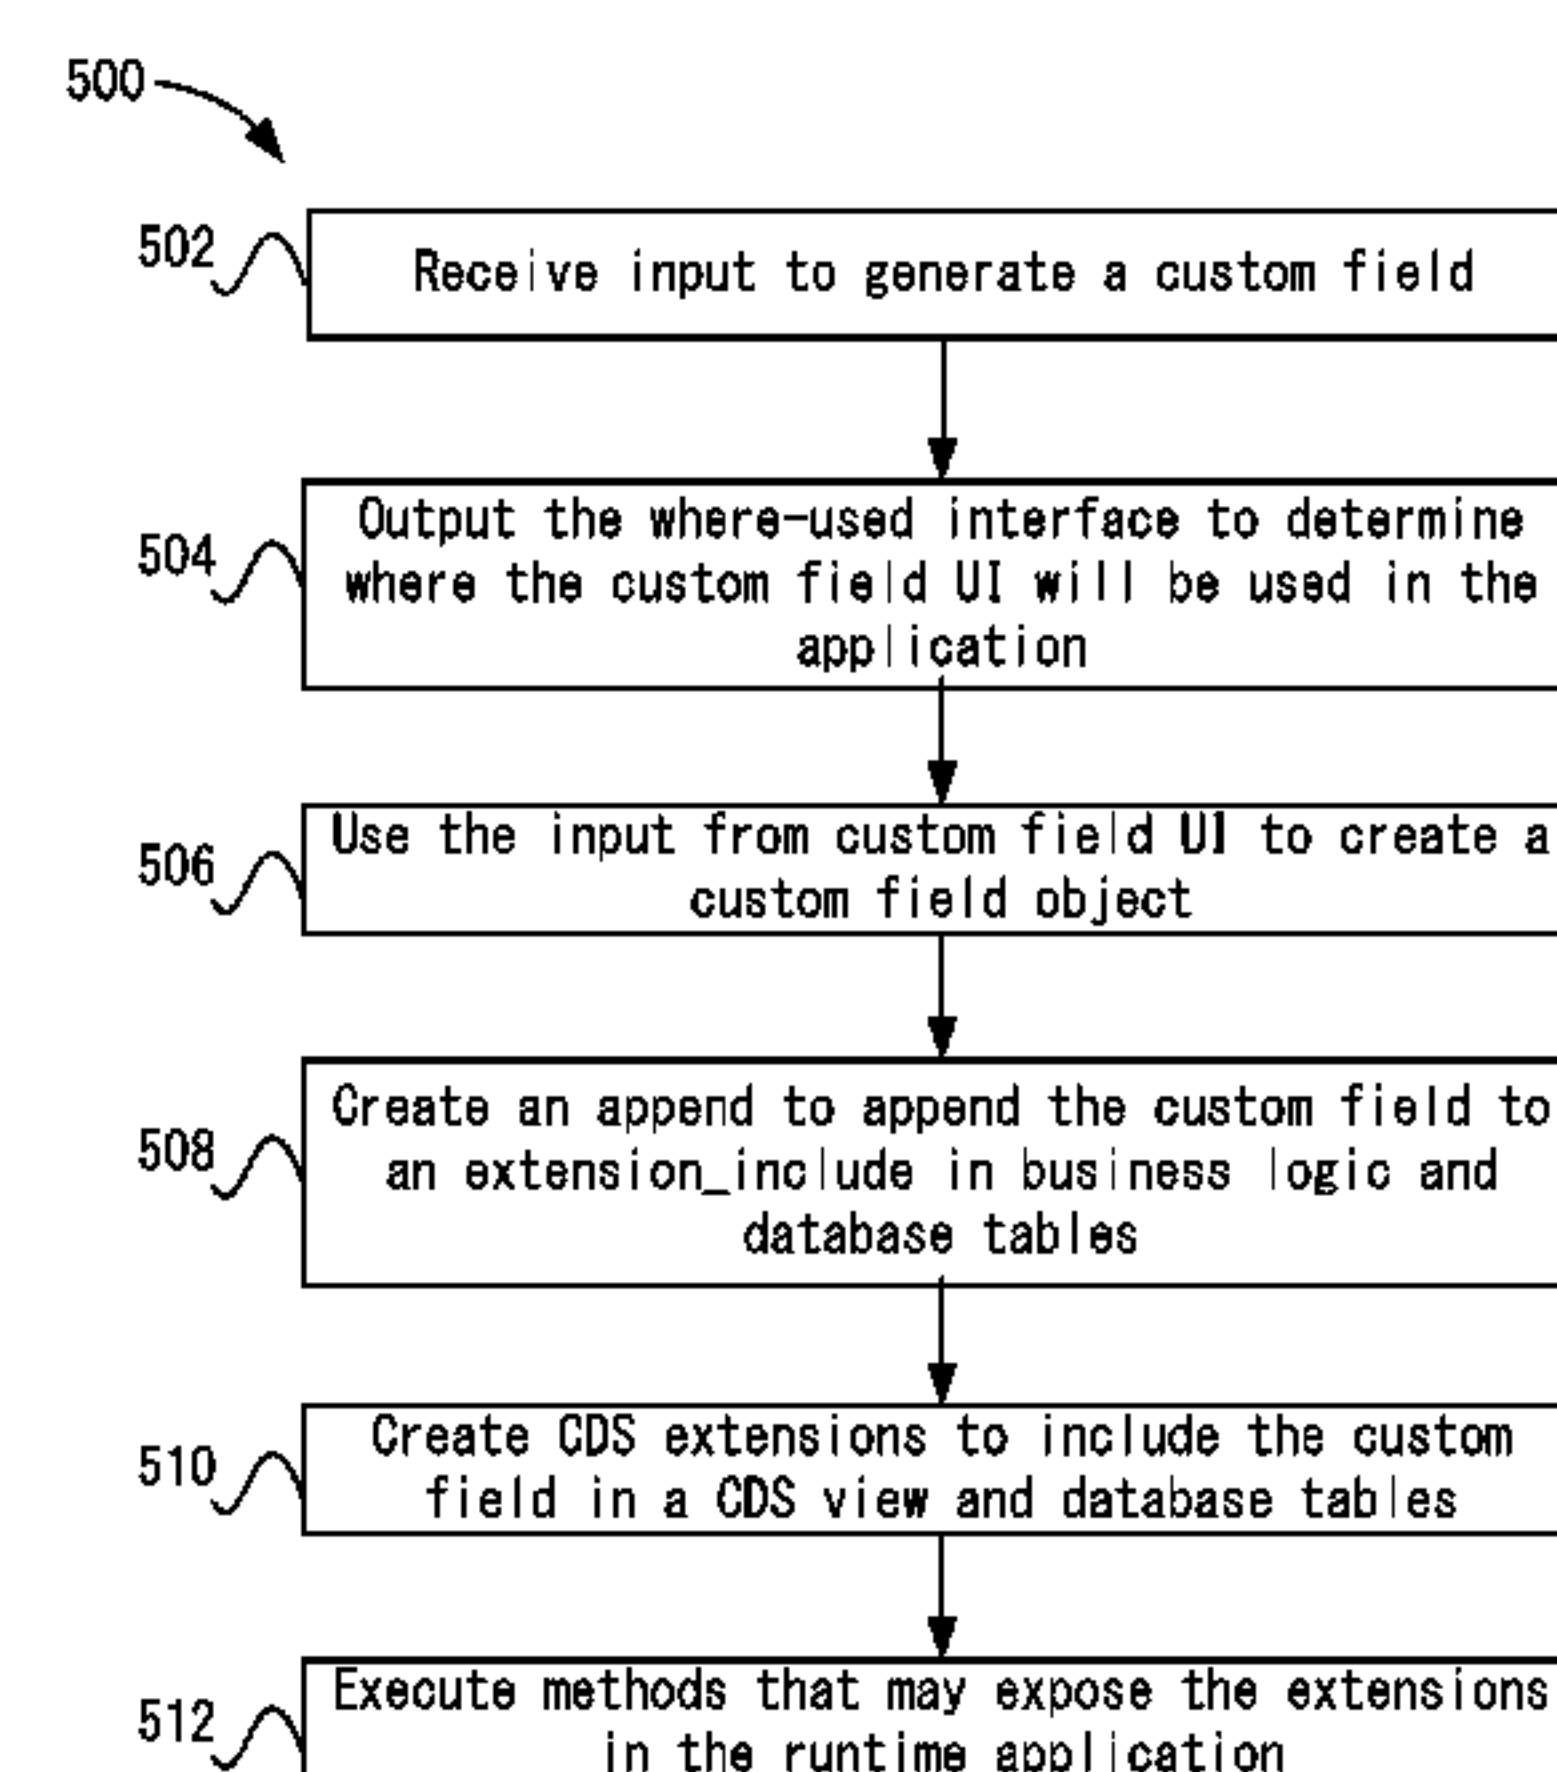 500
502
Receive input to generate a custom field
504
Output the where-used interface to determine
where the custom field UI will be used in the
application
506
Use the input from custom field UI to create a
custom field object
508
Create an append to append the custom field to
an extension_include in business logic and
database tables
510
Create CDS extensions to include the custom
field in a CDS view and database tables
512
Execute methods that may expose the extensions
in the runtime application